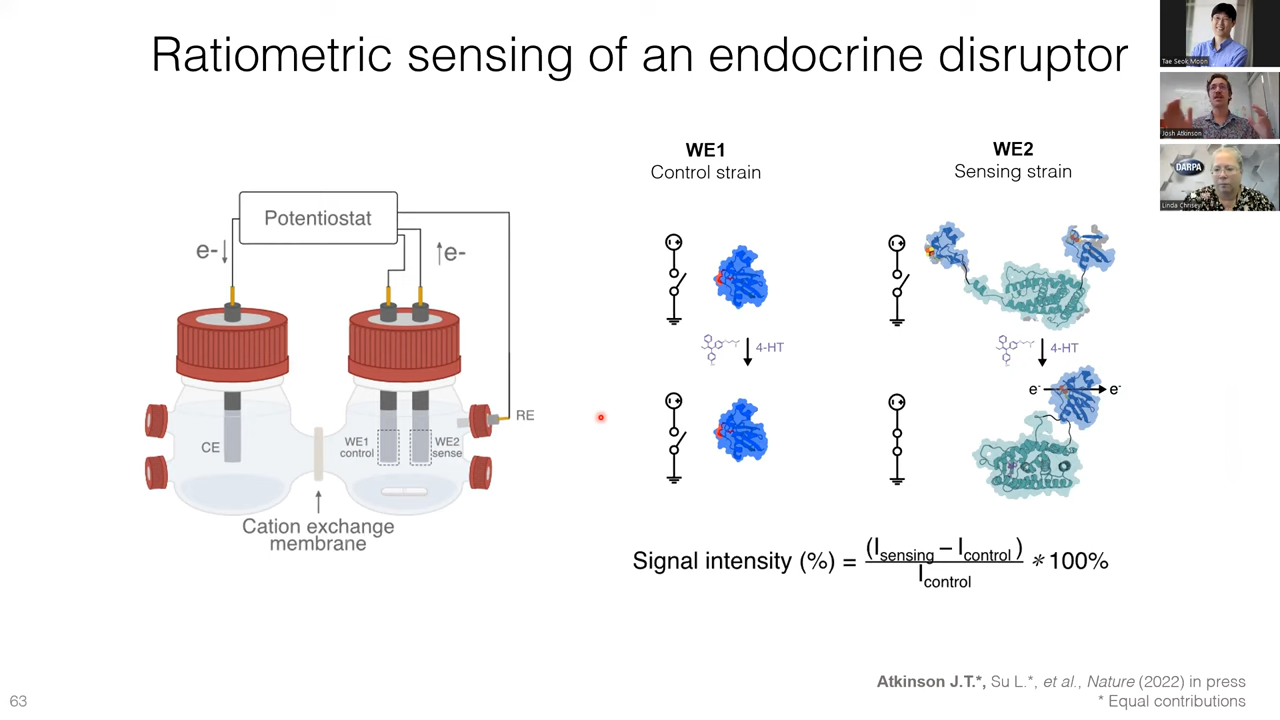 Ratiometric sensing of an endocrine disruptor
Tae Seok Moon
Josh Atkinson
DARPA
Linda Chrisey
Potentiostat
e-
e-
CE
WE1
control
WE2
sense
RE
Cation exchange
membrane
WE1
Control strain
4-HT
WE2
Sensing strain
4-HT
e-
e-
Signal intensity (%) = (Isensing – Icontrol) / Icontrol * 100%
Atkinson J.T.*, Su L.*, et al., Nature (2022) in press
* Equal contributions
63